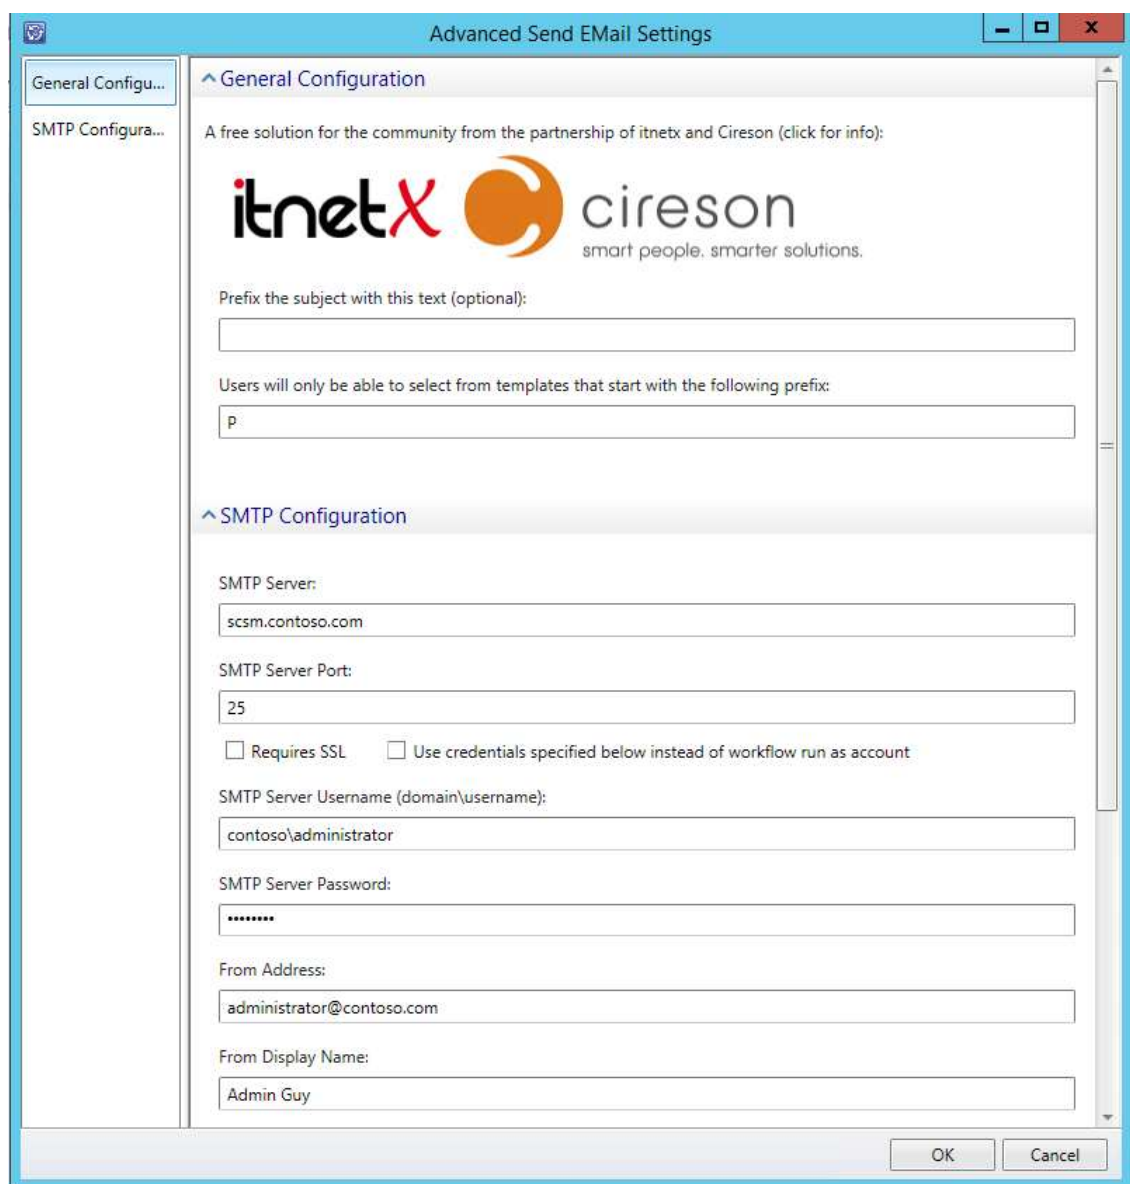 Advanced Send EMail Settings
General Configu...
SMTP Configura...
General Configuration
A free solution for the community from the partnership of itnetx and Cireson (click for info):
itnetX
cireson
smart people. smarter solutions.
Prefix the subject with this text (optional):
Users will only be able to select from templates that start with the following prefix:
P
SMTP Configuration
SMTP Server:
scsm.contoso.com
SMTP Server Port:
25
Requires SSL
Use credentials specified below instead of workflow run as account
SMTP Server Username (domain\username):
contoso\administrator
SMTP Server Password:
••••••••
From Address:
administrator@contoso.com
From Display Name:
Admin Guy
OK
Cancel